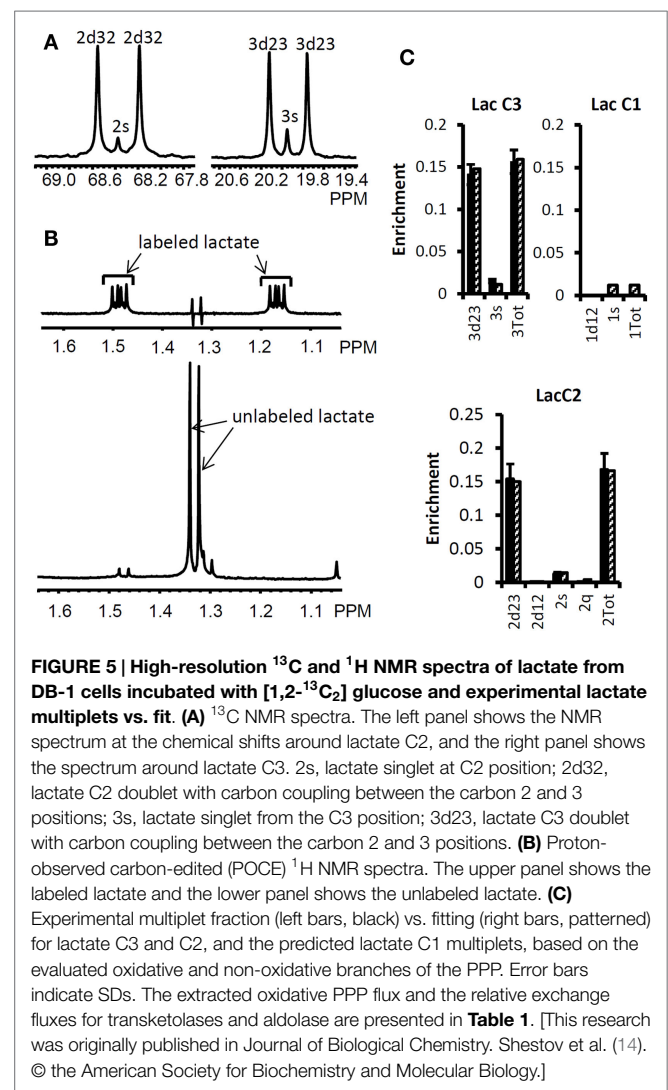 A
2d32 2d32
2s
69.0 68.6 68.2 67.8
3d23 3d23
3s
20.6 20.2 19.8 19.4
PPM
B
labeled lactate
1.6 1.5 1.4 1.3 1.2 1.1 PPM
unlabeled lactate
1.6 1.5 1.4 1.3 1.2 1.1 PPM
C
Lac C3
Enrichment
0.2
0.15
0.1
0.05
0
3d23 3s 3Tot
Lac C1
0.2
0.15
0.1
0.05
0
1d12 1s 1Tot
LacC2
Enrichment
0.25
0.2
0.15
0.1
0.05
0
2d23 2d12 2s 2q 2Tot
FIGURE 5 | High-resolution ¹³C and ¹H NMR spectra of lactate from
DB-1 cells incubated with [1,2-¹³C₂] glucose and experimental lactate
multiplets vs. fit. (A) ¹³C NMR spectra. The left panel shows the NMR
spectrum at the chemical shifts around lactate C2, and the right panel shows
the spectrum around lactate C3. 2s, lactate singlet at C2 position; 2d32,
lactate C2 doublet with carbon coupling between the carbon 2 and 3
positions; 3s, lactate singlet from the C3 position; 3d23, lactate C3 doublet
with carbon coupling between the carbon 2 and 3 positions. (B) Proton-
observed carbon-edited (POCE) ¹H NMR spectra. The upper panel shows the
labeled lactate and the lower panel shows the unlabeled lactate. (C)
Experimental multiplet fraction (left bars, black) vs. fitting (right bars, patterned)
for lactate C3 and C2, and the predicted lactate C1 multiplets, based on the
evaluated oxidative and non-oxidative branches of the PPP. Error bars
indicate SDs. The extracted oxidative PPP flux and the relative exchange
fluxes for transketolases and aldolase are presented in Table 1. [This research
was originally published in Journal of Biological Chemistry. Shestov et al. (14).
© the American Society for Biochemistry and Molecular Biology.]